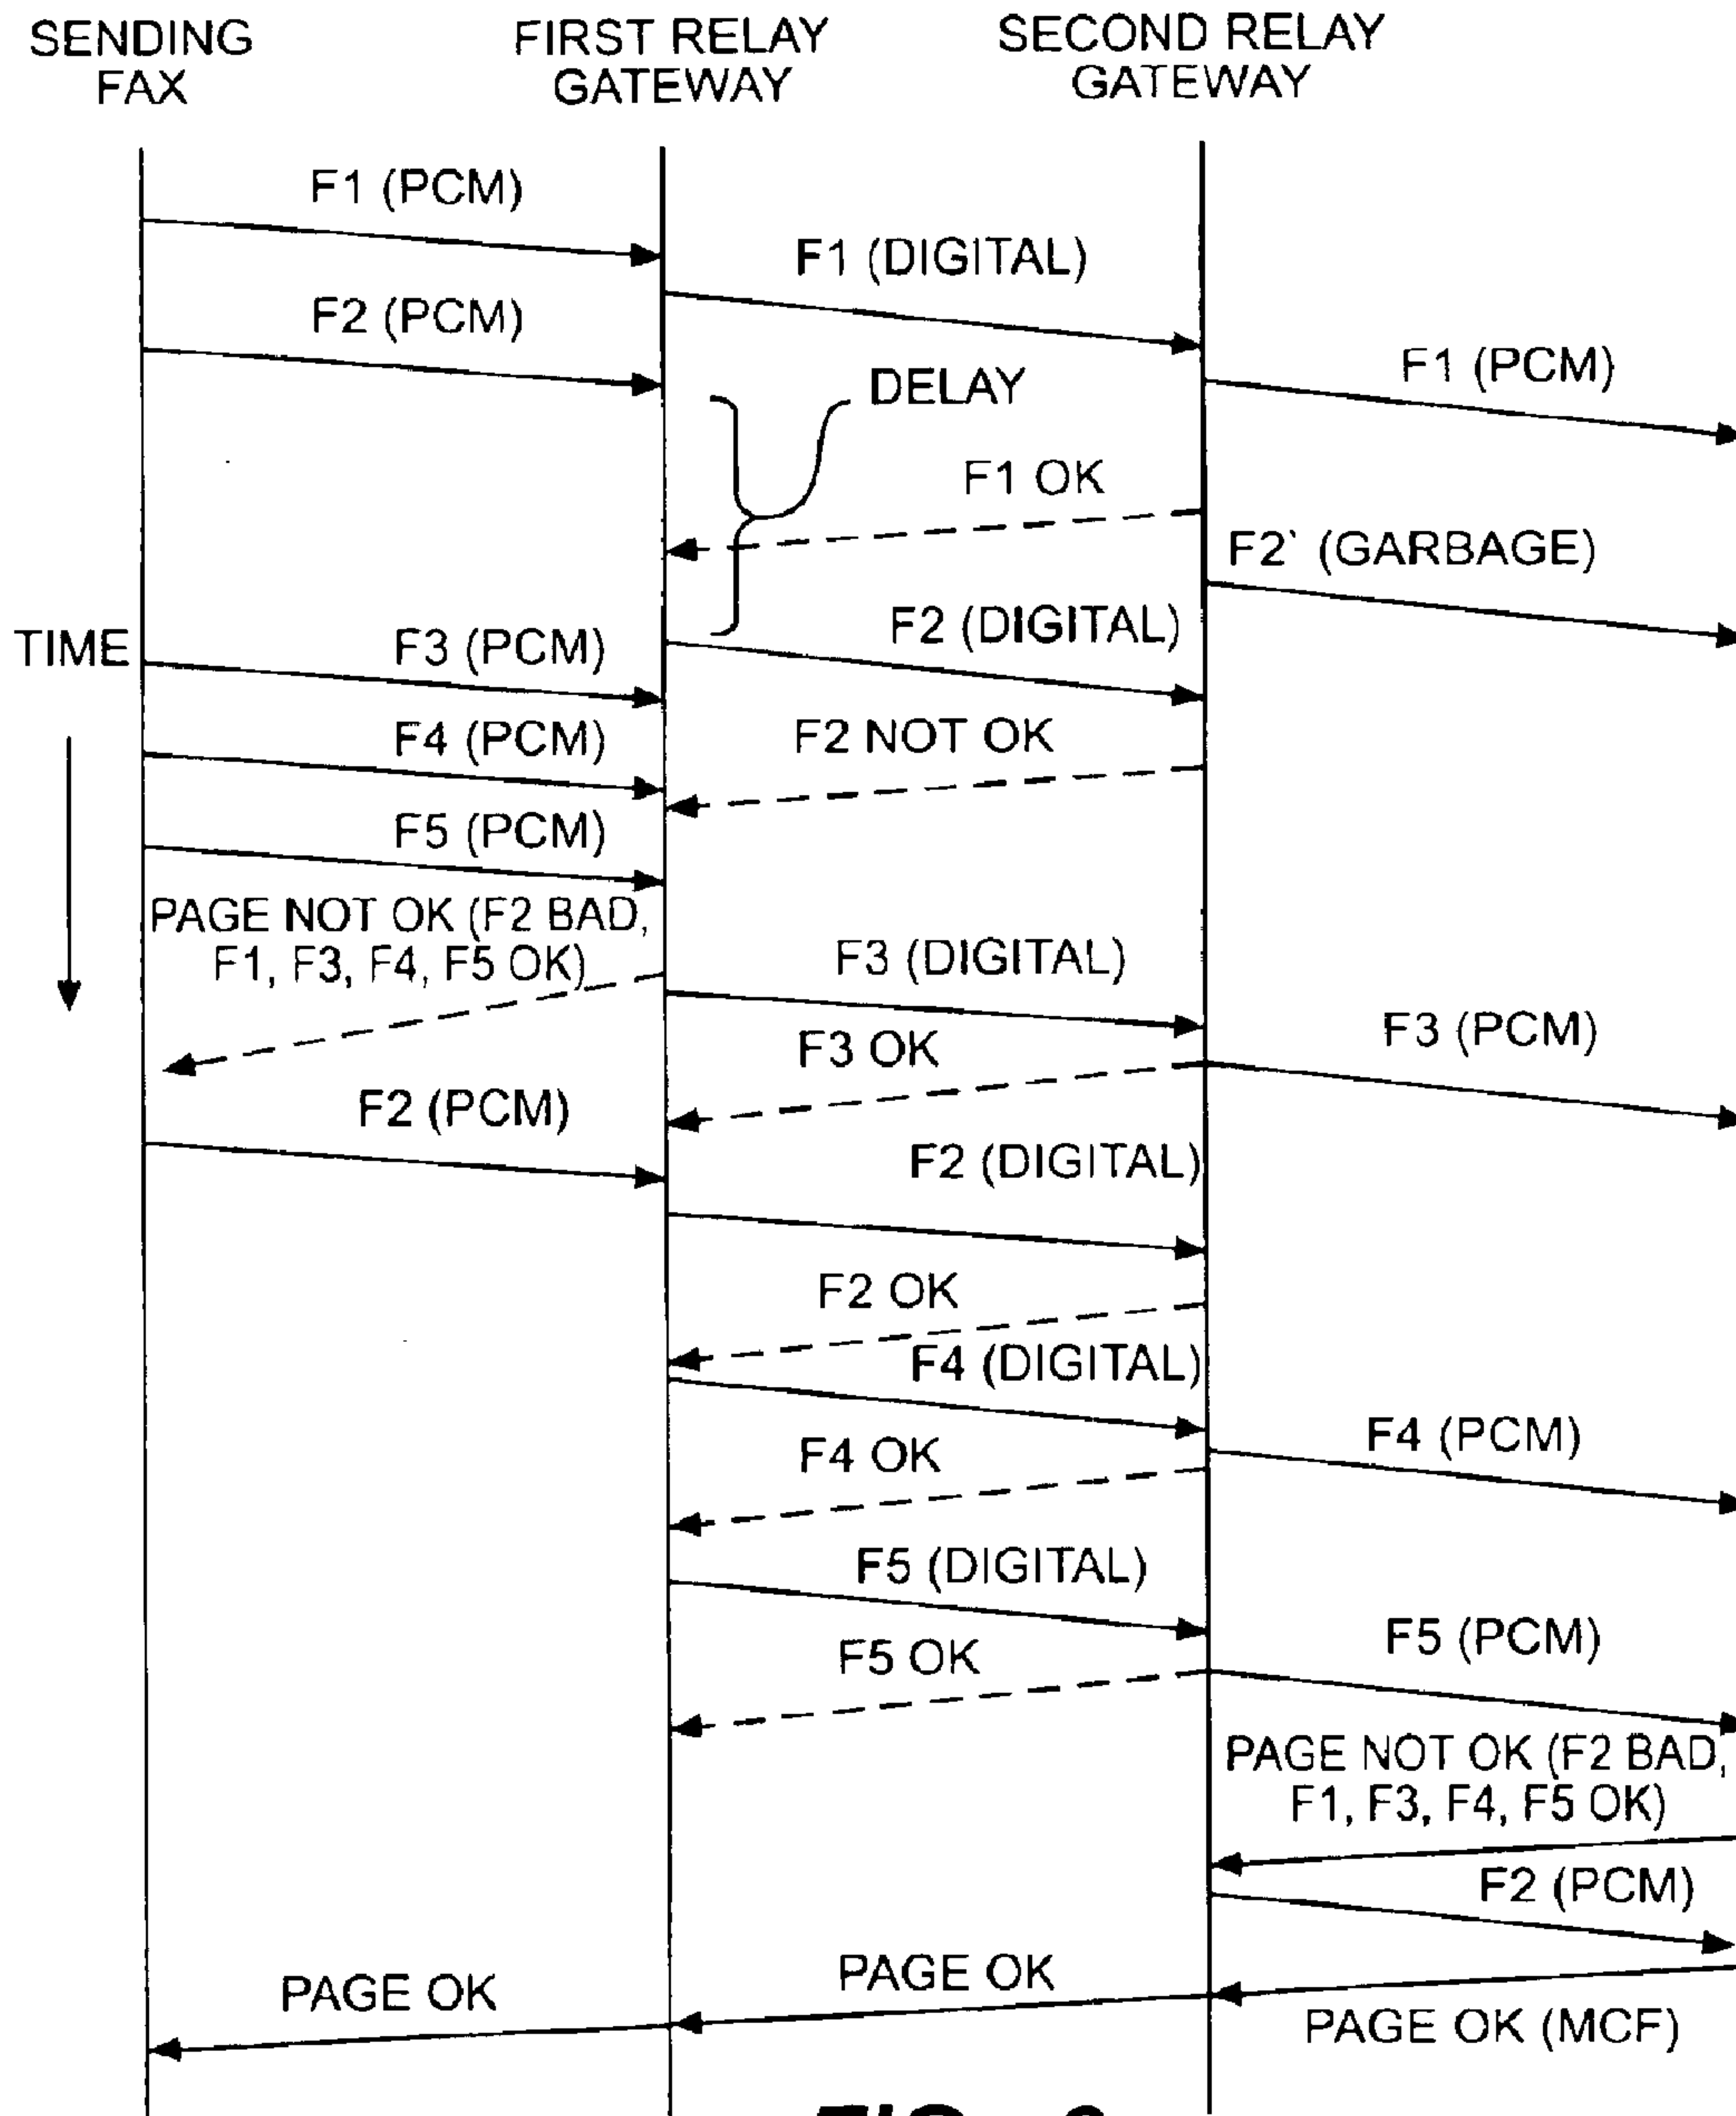 SENDING
FAX
FIRST RELAY
GATEWAY
SECOND RELAY
GATEWAY
F1 (PCM)
F1 (DIGITAL)
F2 (PCM)
F1 (PCM)
DELAY
F1 OK
F2` (GARBAGE)
F2 (DIGITAL)
TIME
F3 (PCM)
F4 (PCM)
F2 NOT OK
F5 (PCM)
PAGE NOT OK (F2 BAD,
F1, F3, F4, F5 OK)
F3 (DIGITAL)
F3 (PCM)
F3 OK
F2 (PCM)
F2 (DIGITAL)
F2 OK
F4 (DIGITAL)
F4 (PCM)
F4 OK
F5 (DIGITAL)
F5 (PCM)
F5 OK
PAGE NOT OK (F2 BAD,
F1, F3, F4, F5 OK)
F2 (PCM)
PAGE OK
PAGE OK
PAGE OK (MCF)